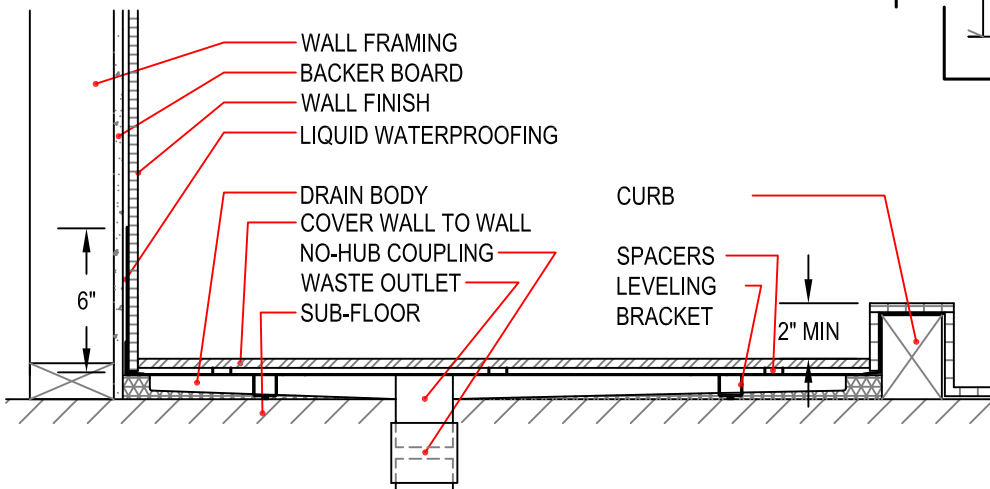 WALL FRAMING
BACKER BOARD
WALL FINISH
LIQUID WATERPROOFING
DRAIN BODY
COVER WALL TO WALL
NO-HUB COUPLING
WASTE OUTLET
SUB-FLOOR
6"
CURB
SPACERS
LEVELING
BRACKET
2" MIN